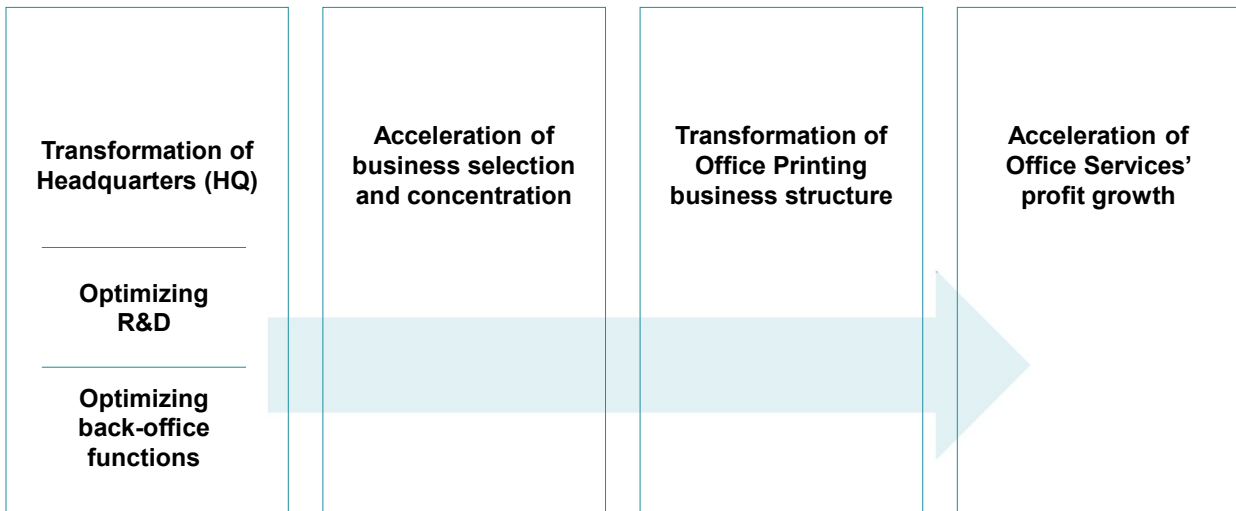 Transformation of
Headquarters (HQ)
Optimizing
R&D
Optimizing
back-office
functions
Acceleration of
business selection
and concentration
Transformation of
Office Printing
business structure
Acceleration of
Office Services’
profit growth